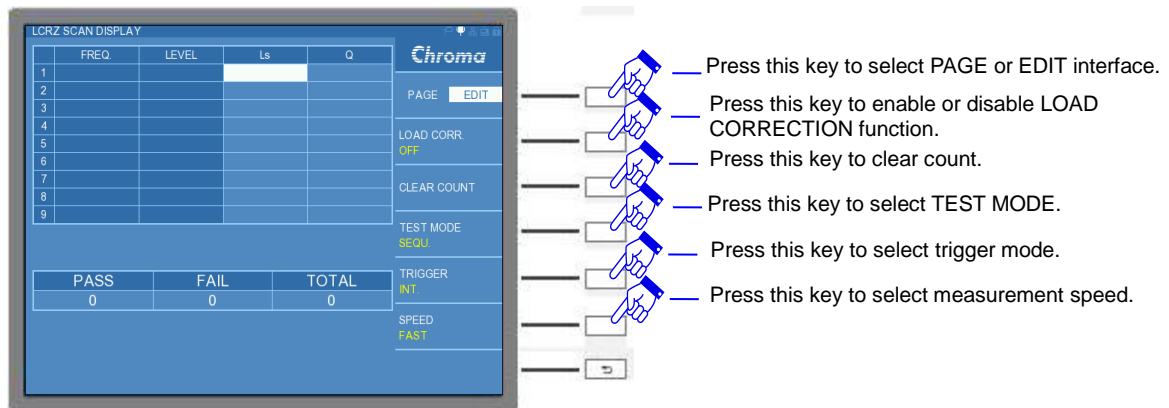 LCRZ SCAN DISPLAY
FREQ. LEVEL Ls Q
1
2
3
4
5
6
7
8
9
PASS FAIL TOTAL
0 0 0
Chroma
PAGE EDIT
LOAD CORR.
OFF
CLEAR COUNT
TEST MODE
SEQU.
TRIGGER
INT.
SPEED
FAST
Press this key to select PAGE or EDIT interface.
Press this key to enable or disable LOAD
CORRECTION function.
Press this key to clear count.
Press this key to select TEST MODE.
Press this key to select trigger mode.
Press this key to select measurement speed.